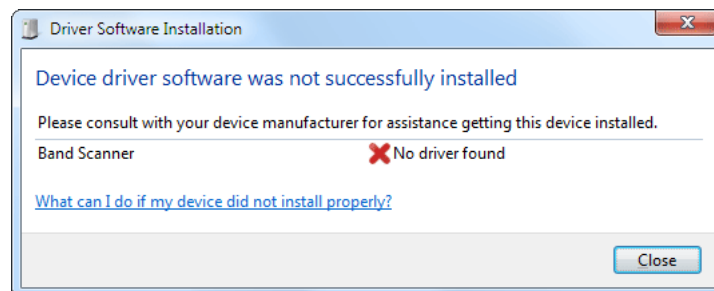 Driver Software Installation
Device driver software was not successfully installed
Please consult with your device manufacturer for assistance getting this device installed.
Band Scanner No driver found
What can I do if my device did not install properly?
Close